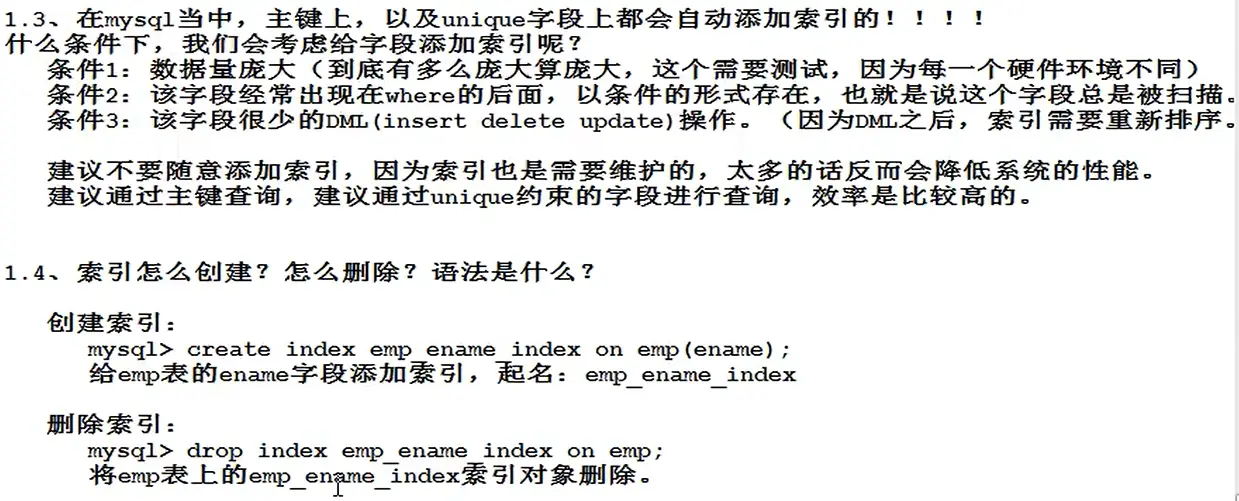 1.3、在mysql当中，主键上，以及unique字段上都会自动添加索引的！！！！
什么条件下，我们会考虑给字段添加索引呢？
条件1：数据量庞大（到底有多么庞大算庞大，这个需要测试，因为每一个硬件环境不同）
条件2：该字段经常出现在where的后面，以条件的形式存在，也就是说这个字段总是被扫描。
条件3：该字段很少的DML(insert delete update)操作。（因为DML之后，索引需要重新排序。
建议不要随意添加索引，因为索引也是需要维护的，太多的话反而会降低系统的性能。
建议通过主键查询，建议通过unique约束的字段进行查询，效率是比较高的。
1.4、索引怎么创建？怎么删除？语法是什么？
创建索引：
mysql> create index emp_ename_index on emp(ename);
给emp表的ename字段添加索引，起名：emp_ename_index
删除索引：
mysql> drop index emp_ename_index on emp;
将emp表上的emp_ename_index索引对象删除。